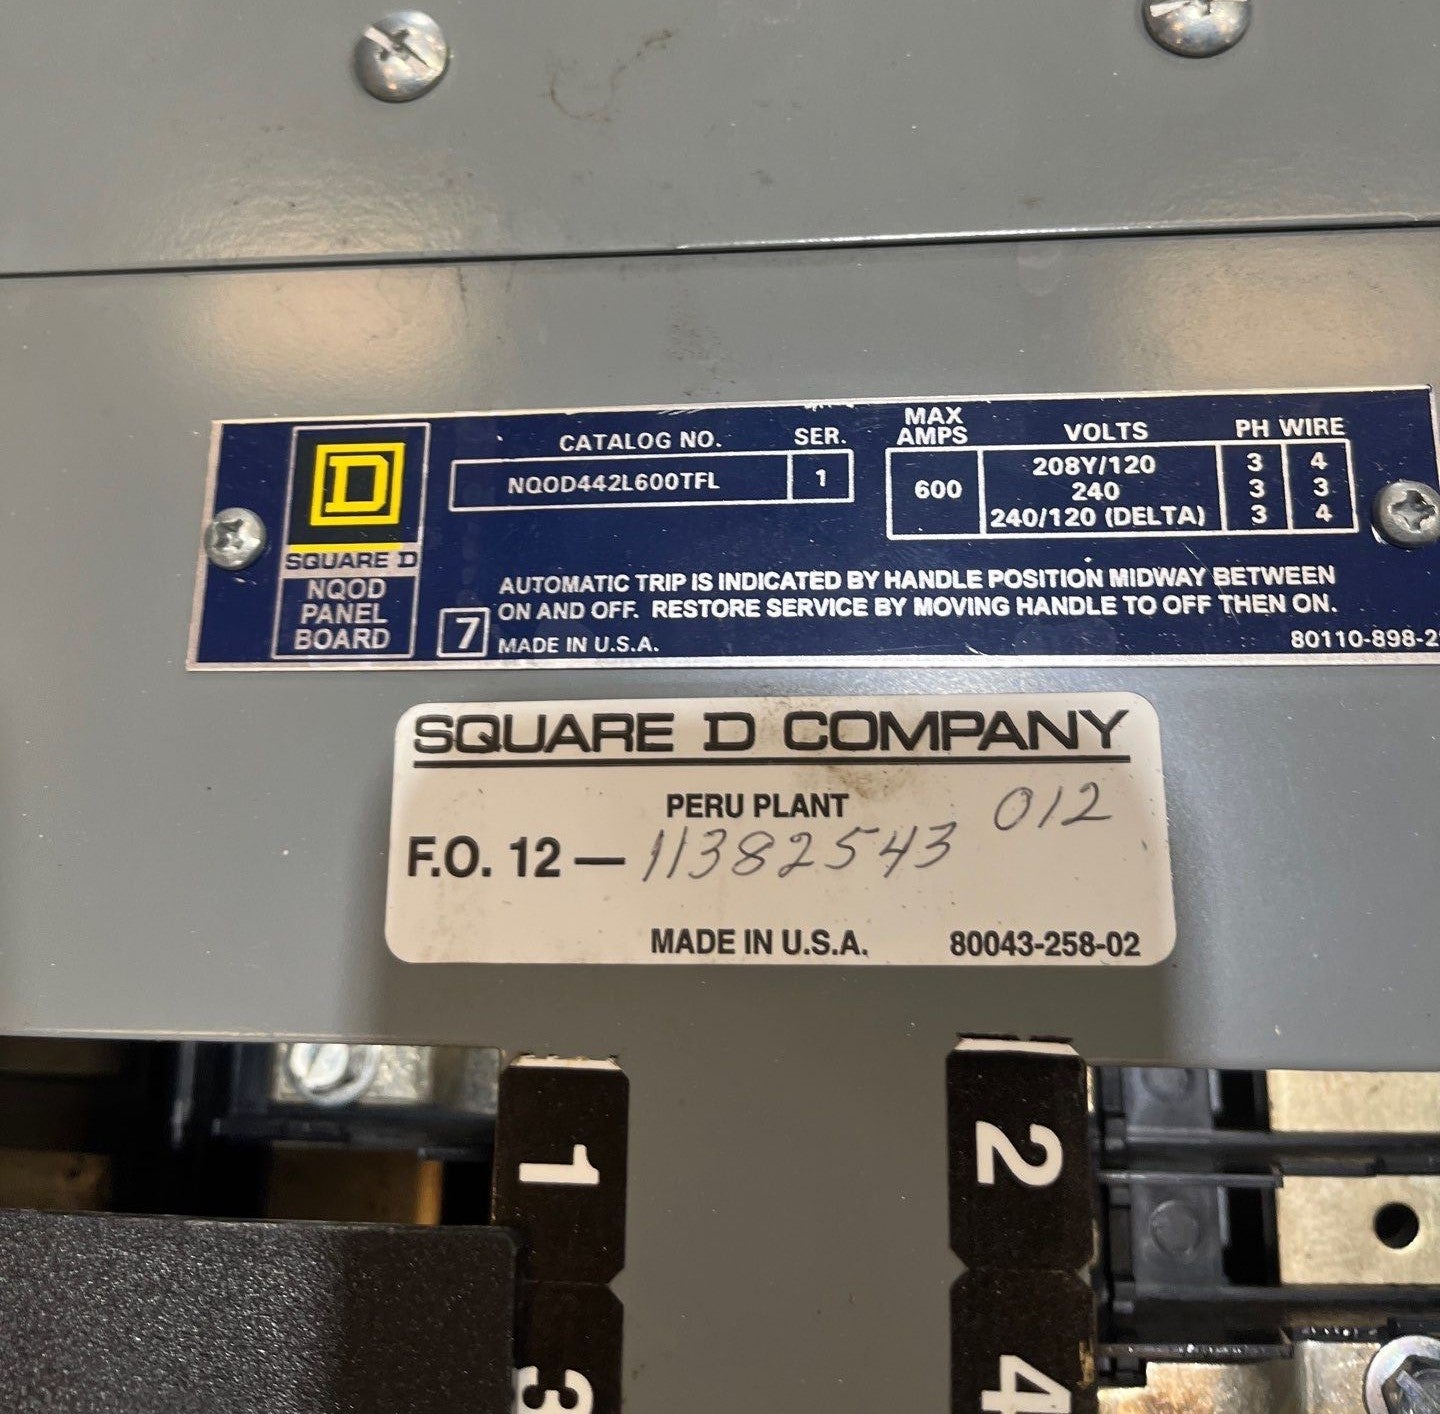 D
SQUARE D
NQOD
PANEL
BOARD
CATALOG NO. SER.
NQOD442L600TFL 1
MAX
AMPS VOLTS PH WIRE
600
208Y/120 3 4
240 3 3
240/120 (DELTA) 3 4
AUTOMATIC TRIP IS INDICATED BY HANDLE POSITION MIDWAY BETWEEN
ON AND OFF. RESTORE SERVICE BY MOVING HANDLE TO OFF THEN ON.
7 MADE IN U.S.A.
SQUARE D COMPANY
PERU PLANT 012
F.O. 12 — 11382543
MADE IN U.S.A. 80043-258-02
1 2
3 4